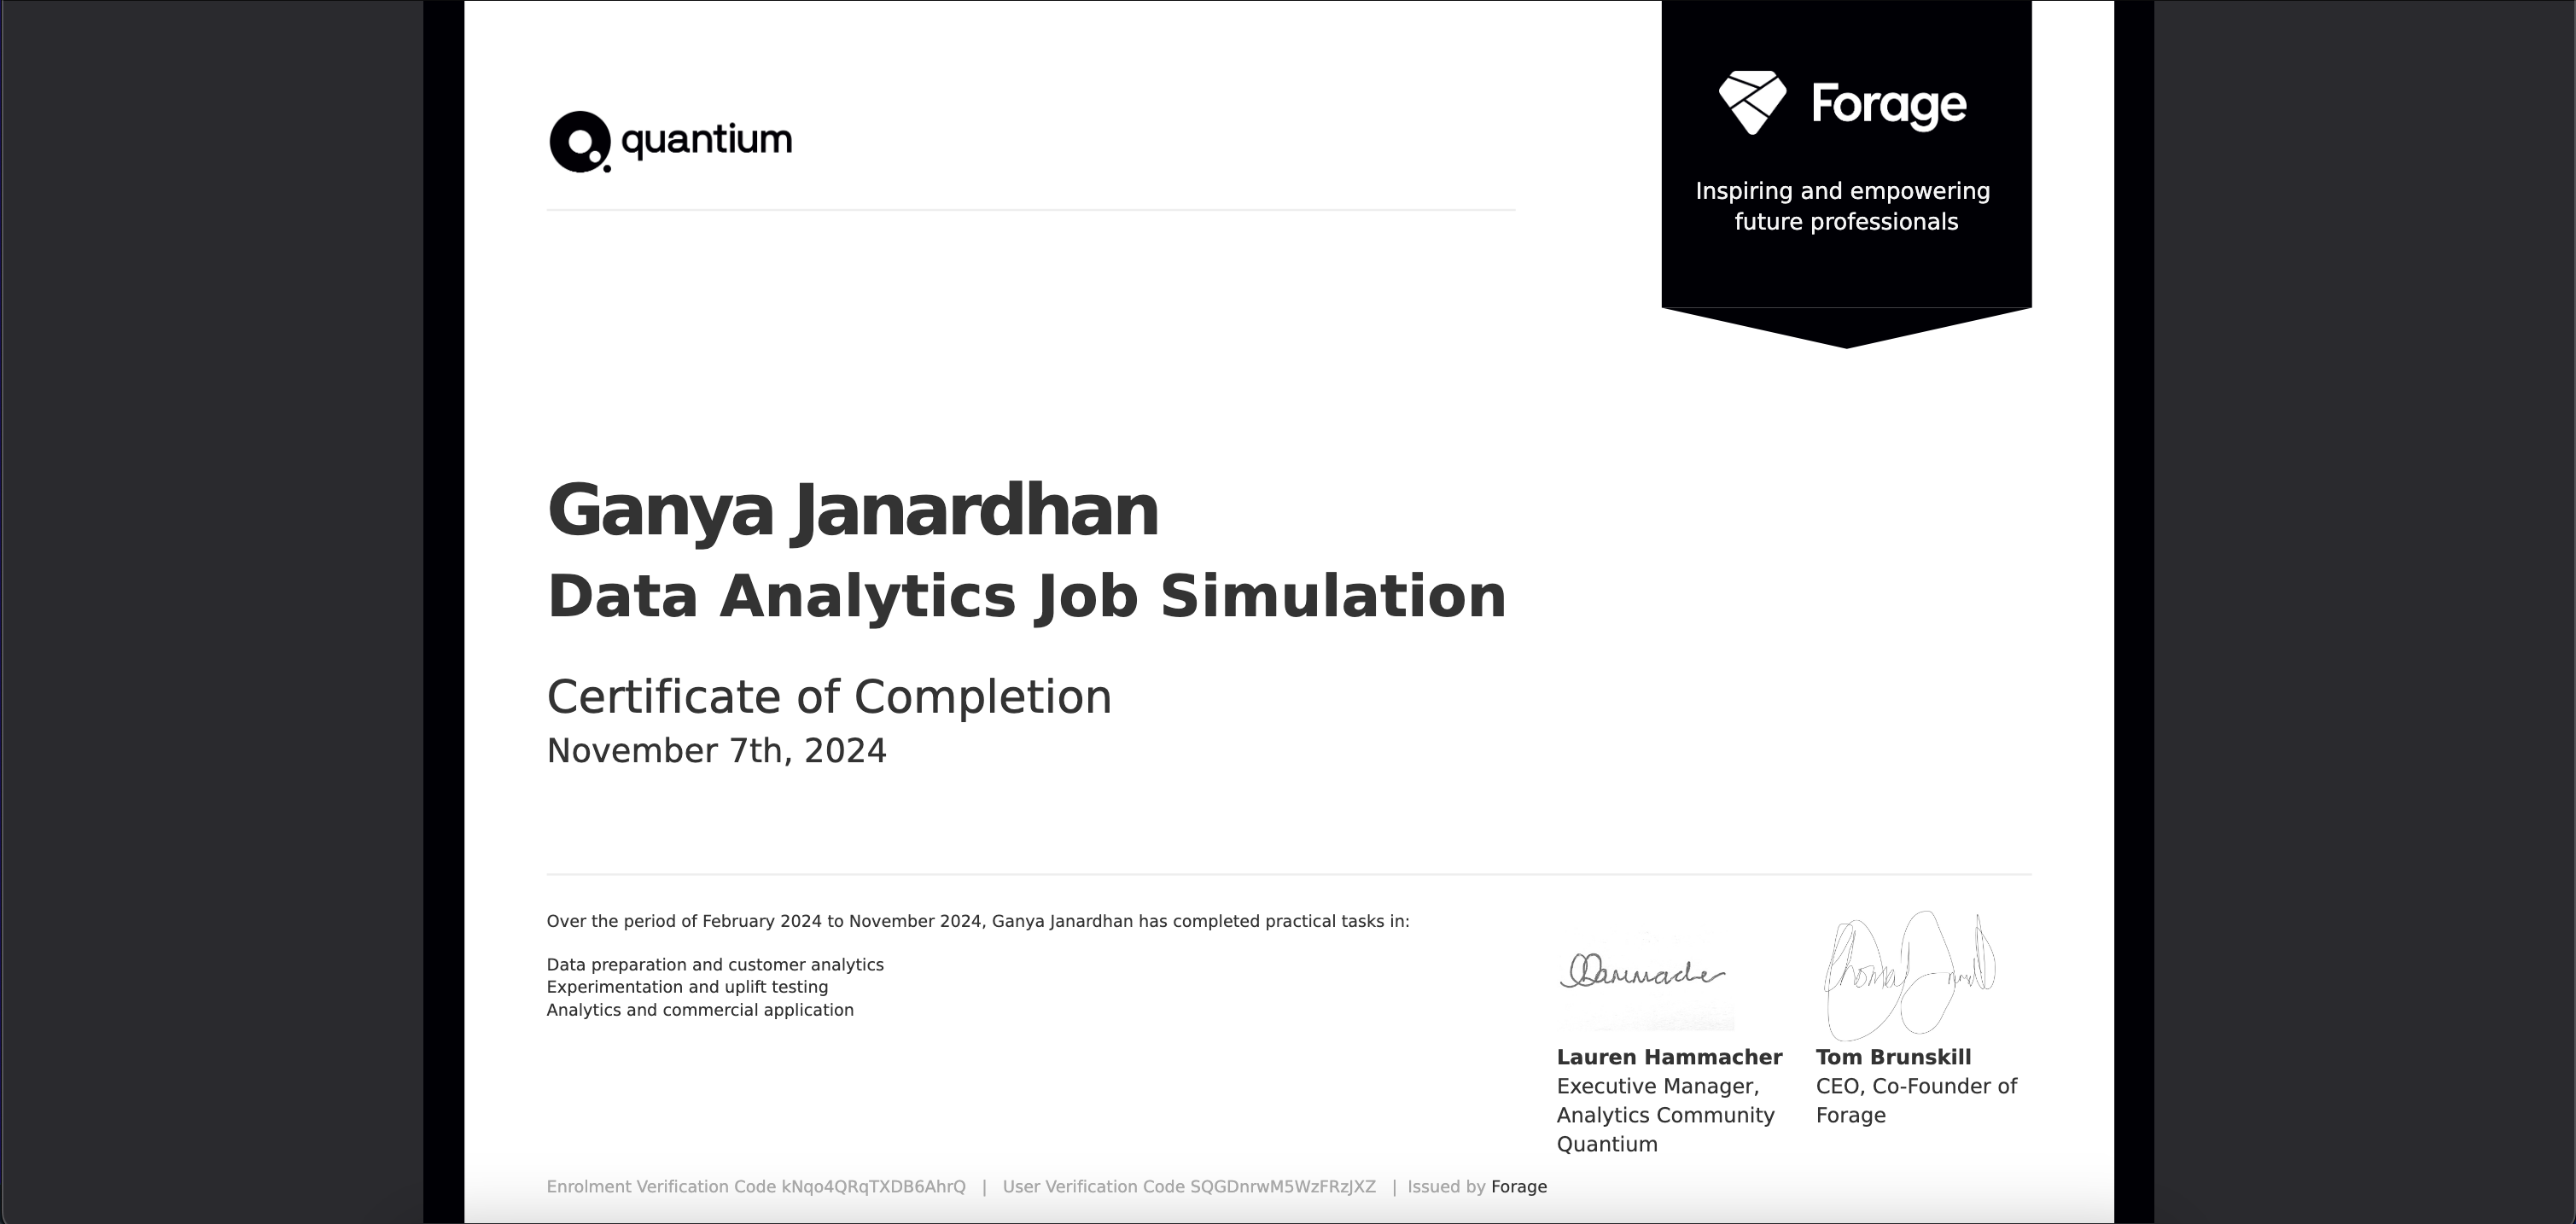 quantium
Forage
Inspiring and empowering
future professionals
Ganya Janardhan
Data Analytics Job Simulation
Certificate of Completion
November 7th, 2024
Over the period of February 2024 to November 2024, Ganya Janardhan has completed practical tasks in:
Data preparation and customer analytics
Experimentation and uplift testing
Analytics and commercial application
Lauren Hammacher
Executive Manager,
Analytics Community
Quantium
Tom Brunskill
CEO, Co-Founder of
Forage
Enrolment Verification Code kNqo4QRqTXDB6AhrQ | User Verification Code SQGDnrwM5WzFRzJXZ | Issued by Forage